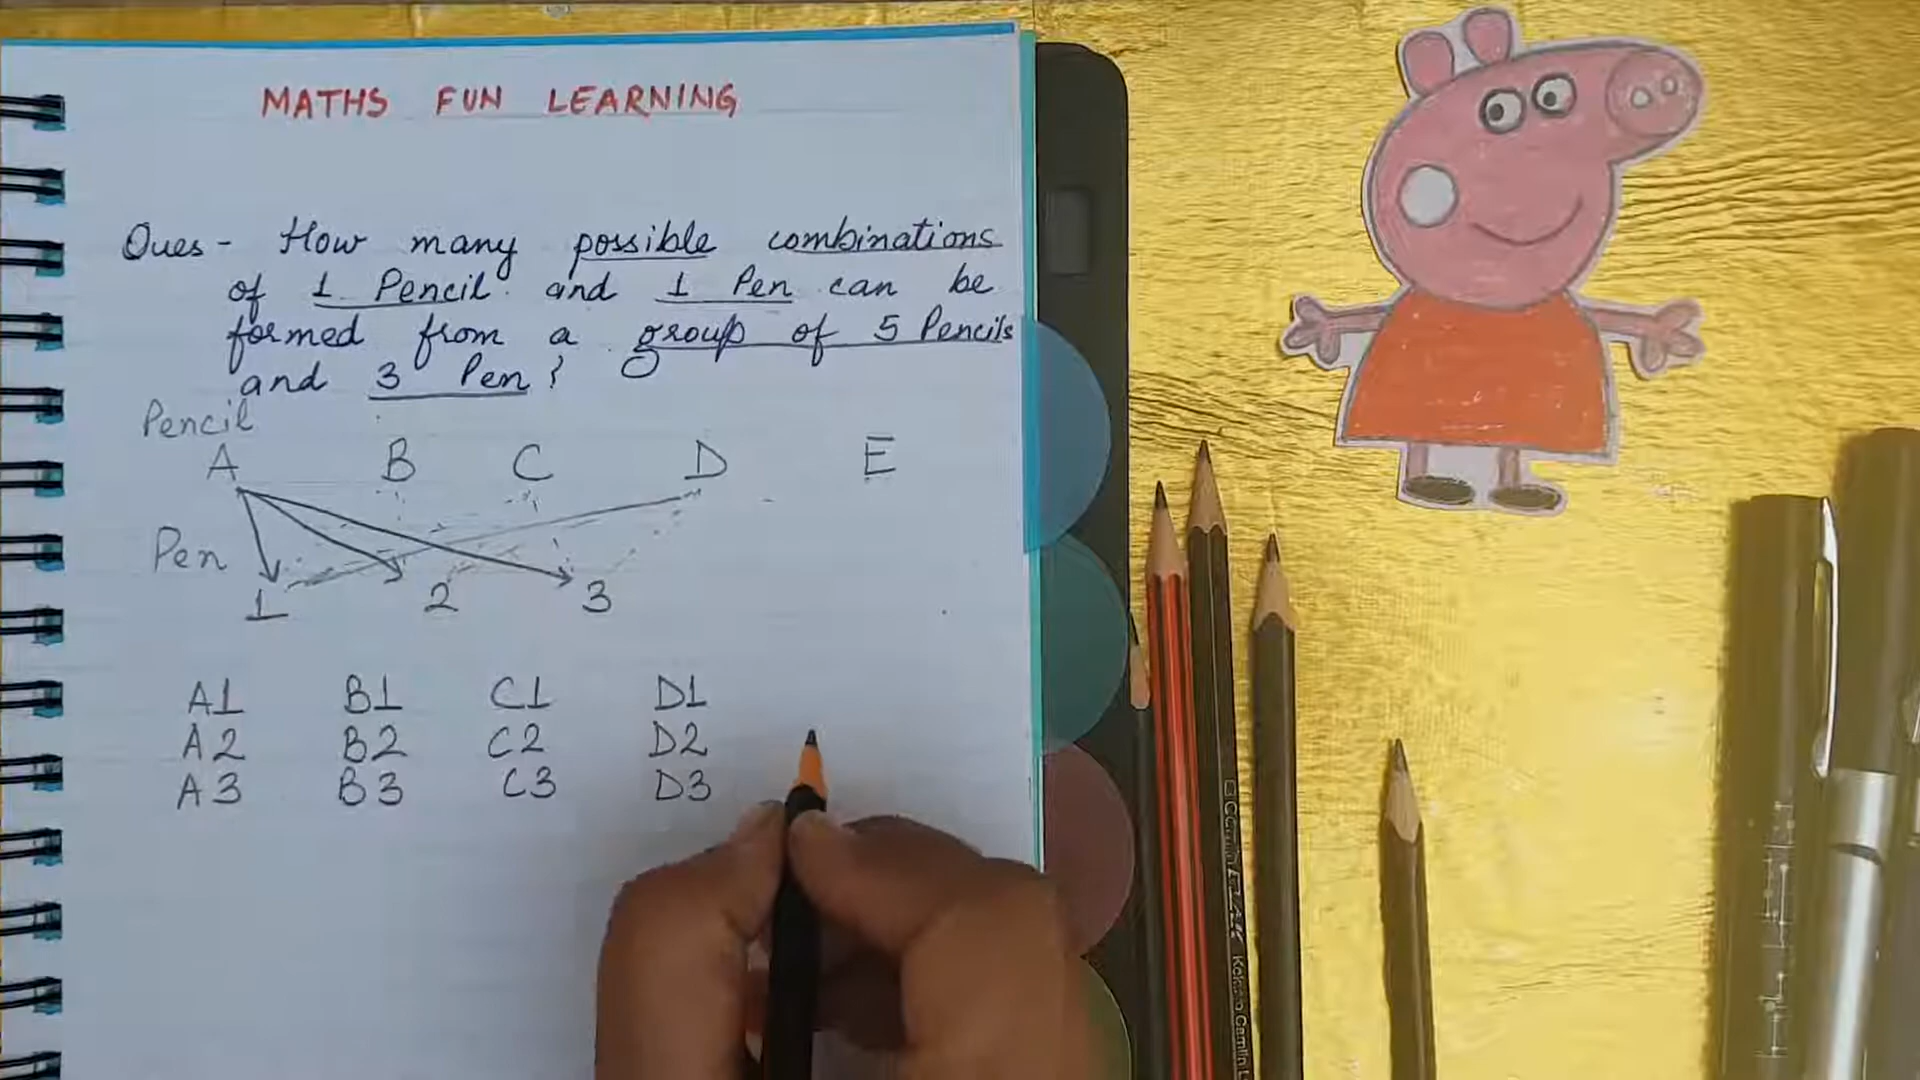 MATHS FUN LEARNING
Ques - How many possible combinations
of 1 Pencil and 1 Pen can be
formed from a group of 5 Pencils
and 3 Pen ?
Pencil
A B C D E
Pen
1 2 3
A1 B1 C1 D1
A2 B2 C2 D2
A3 B3 C3 D3